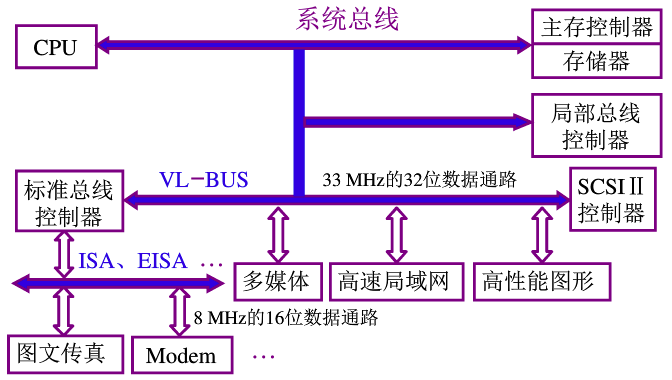 系统总线
CPU
主存控制器
存储器
局部总线
控制器
标准总线
控制器
VL-BUS
33 MHz的32位数据通路
SCSI Ⅱ
控制器
ISA、EISA …
多媒体
高速局域网
高性能图形
8 MHz的16位数据通路
图文传真
Modem
…